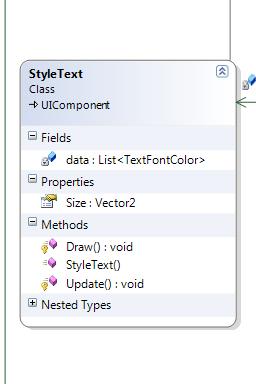 StyleText
Class
UIComponent
Fields
data : List<TextFontColor>
Properties
Size : Vector2
Methods
Draw() : void
StyleText()
Update() : void
Nested Types